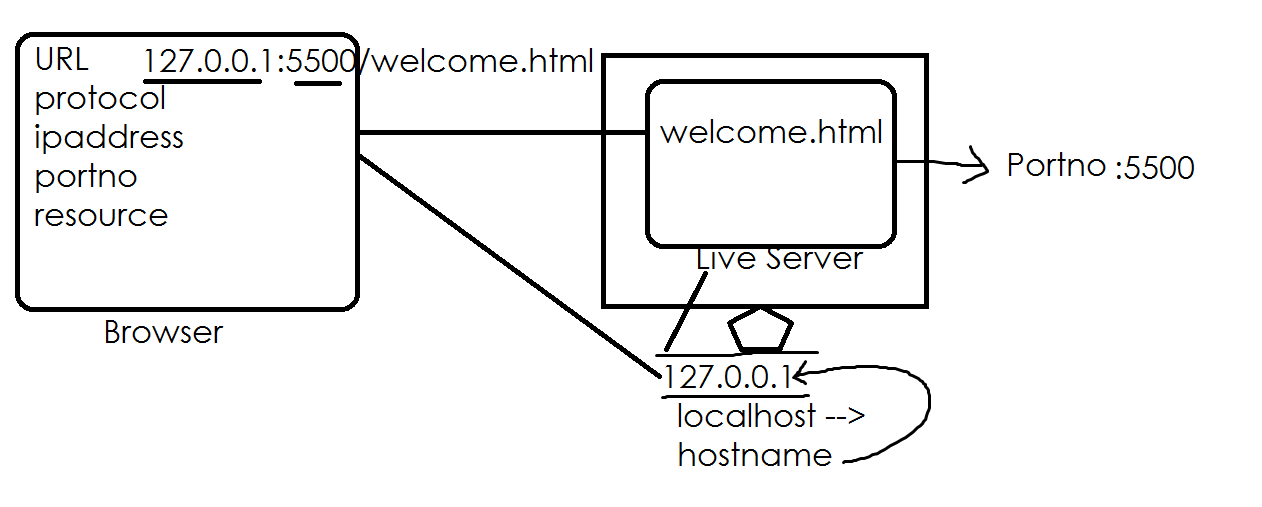 URL 127.0.0.1:5500/welcome.html
protocol
ipaddress
portno
resource
Browser
welcome.html
Live Server
Portno :5500
127.0.0.1
localhost -->
hostname